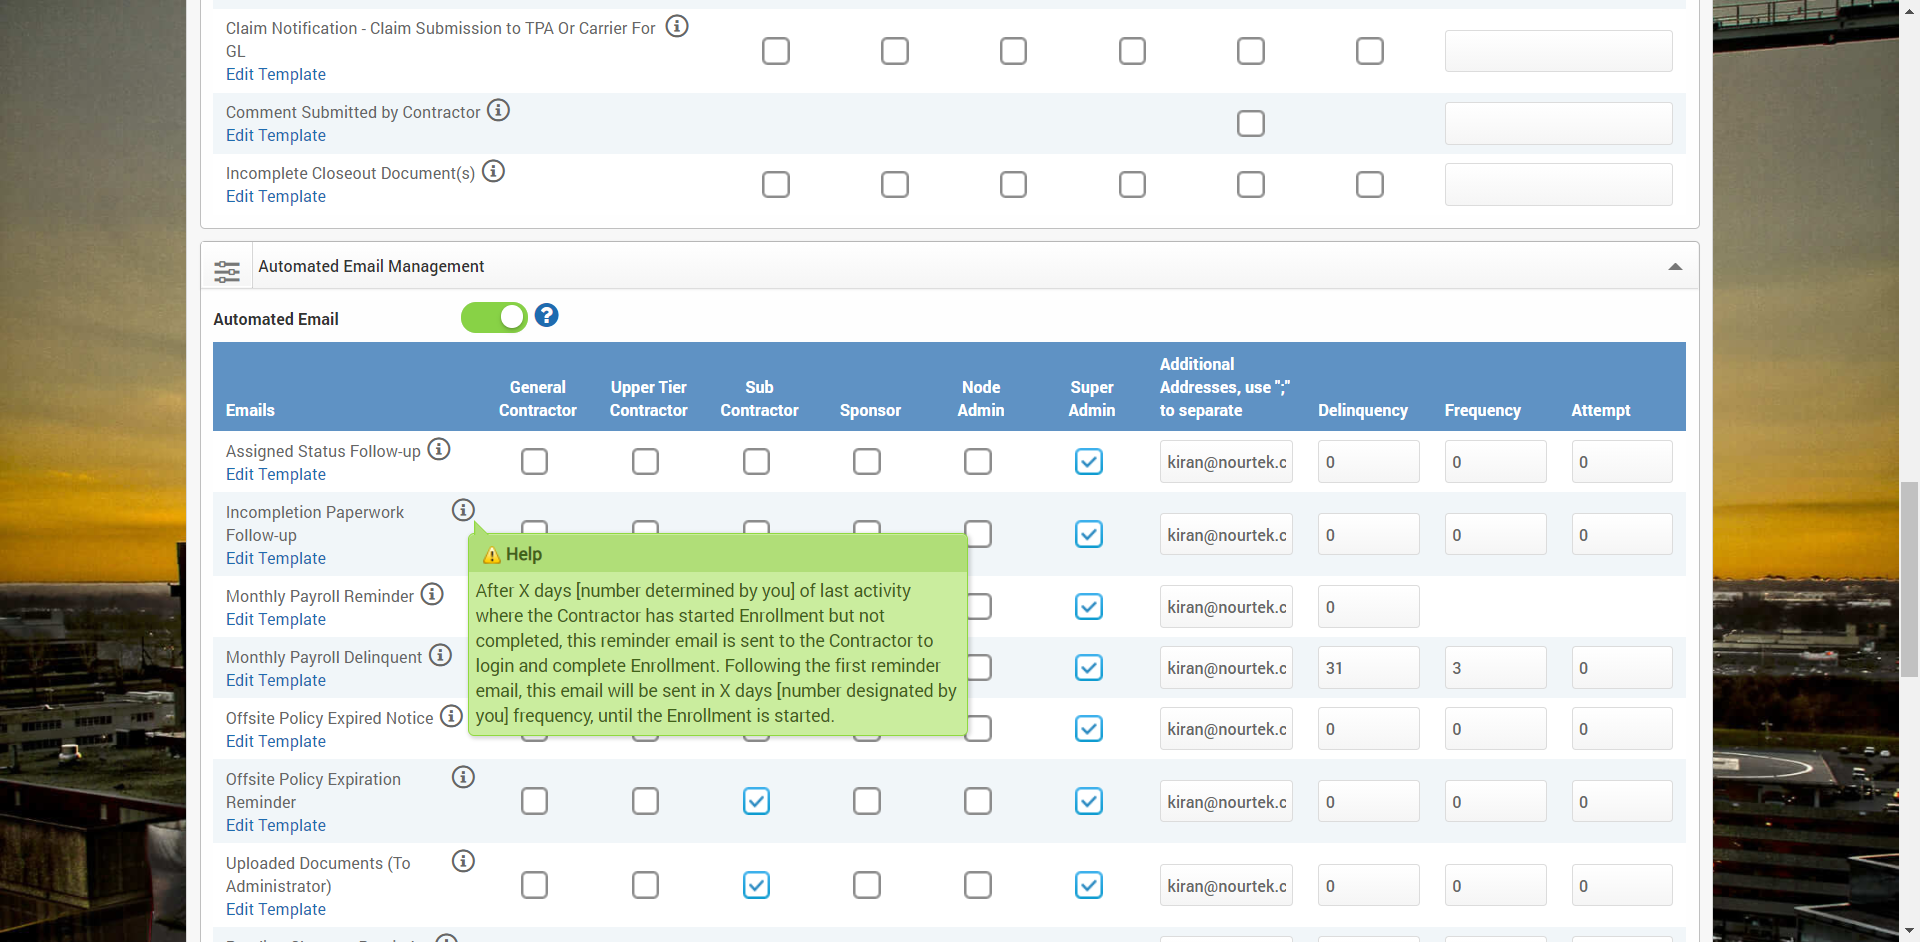 Claim Notification - Claim Submission to TPA Or Carrier For
GL
Edit Template
Comment Submitted by Contractor
Edit Template
Incomplete Closeout Document(s)
Edit Template
Automated Email Management
Automated Email
Emails
General
Contractor
Upper Tier
Contractor
Sub
Contractor
Sponsor
Node
Admin
Super
Admin
Additional
Addresses, use ";"
to separate
Delinquency
Frequency
Attempt
Assigned Status Follow-up
Edit Template
kiran@nourtek.c 0 0 0
Incompletion Paperwork
Follow-up
Edit Template
kiran@nourtek.c 0 0 0
Help
After X days [number determined by you] of last activity
where the Contractor has started Enrollment but not
completed, this reminder email is sent to the Contractor to
login and complete Enrollment. Following the first reminder
email, this email will be sent in X days [number designated by
you] frequency, until the Enrollment is started.
Monthly Payroll Reminder
Edit Template
kiran@nourtek.c 0
Monthly Payroll Delinquent
Edit Template
kiran@nourtek.c 31 3 0
Offsite Policy Expired Notice
Edit Template
kiran@nourtek.c 0 0 0
Offsite Policy Expiration
Reminder
Edit Template
kiran@nourtek.c 0 0 0
Uploaded Documents (To
Administrator)
Edit Template
kiran@nourtek.c 0 0 0